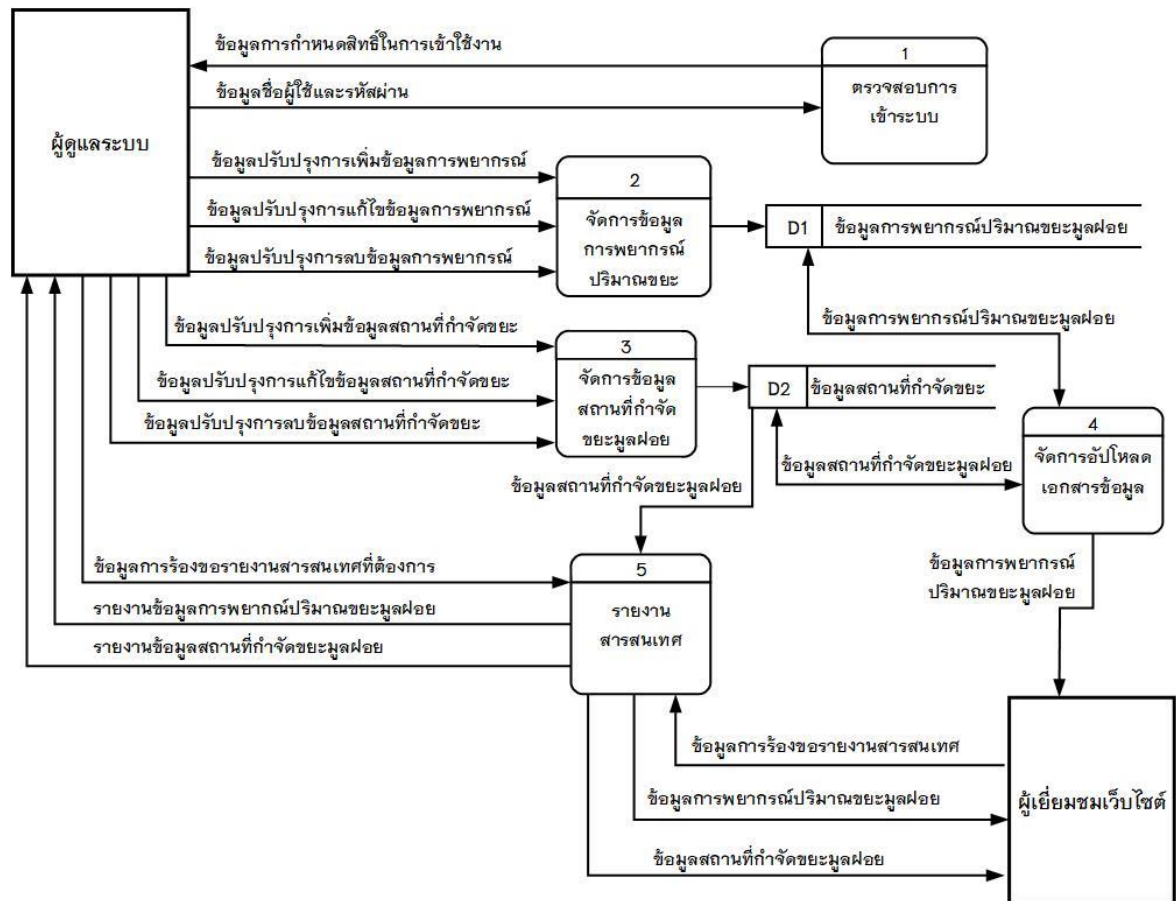 ข้อมูลการกำหนดสิทธิ์ในการเข้าใช้งาน
1
ข้อมูลชื่อผู้ใช้และรหัสผ่าน
ตรวจสอบการ
เข้าระบบ
ผู้ดูแลระบบ
ข้อมูลปรับปรุงการเพิ่มข้อมูลการพยากรณ์
2
ข้อมูลปรับปรุงการแก้ไขข้อมูลการพยากรณ์
จัดการข้อมูล
การพยากรณ์
ปริมาณขยะ
D1 ข้อมูลการพยากรณ์ปริมาณขยะมูลฝอย
ข้อมูลปรับปรุงการลบข้อมูลการพยากรณ์
ข้อมูลการพยากรณ์ปริมาณขยะมูลฝอย
ข้อมูลปรับปรุงการเพิ่มข้อมูลสถานที่กำจัดขยะ
3
ข้อมูลปรับปรุงการแก้ไขข้อมูลสถานที่กำจัดขยะ
จัดการข้อมูล
สถานที่กำจัด
ขยะมูลฝอย
D2 ข้อมูลสถานที่กำจัดขยะ
ข้อมูลปรับปรุงการลบข้อมูลสถานที่กำจัดขยะ
4
จัดการอัปโหลด
เอกสารข้อมูล
ข้อมูลสถานที่กำจัดขยะมูลฝอย
ข้อมูลสถานที่กำจัดขยะมูลฝอย
ข้อมูลการร้องขอรายงานสารสนเทศที่ต้องการ
5
รายงาน
สารสนเทศ
ข้อมูลการพยากรณ์
ปริมาณขยะมูลฝอย
รายงานข้อมูลการพยากณ์ปริมาณขยะมูลฝอย
รายงานข้อมูลสถานที่กำจัดขยะมูลฝอย
ข้อมูลการร้องขอรายงานสารสนเทศ
ผู้เยี่ยมชมเว็บไซต์
ข้อมูลการพยากรณ์ปริมาณขยะมูลฝอย
ข้อมูลสถานที่กำจัดขยะมูลฝอย